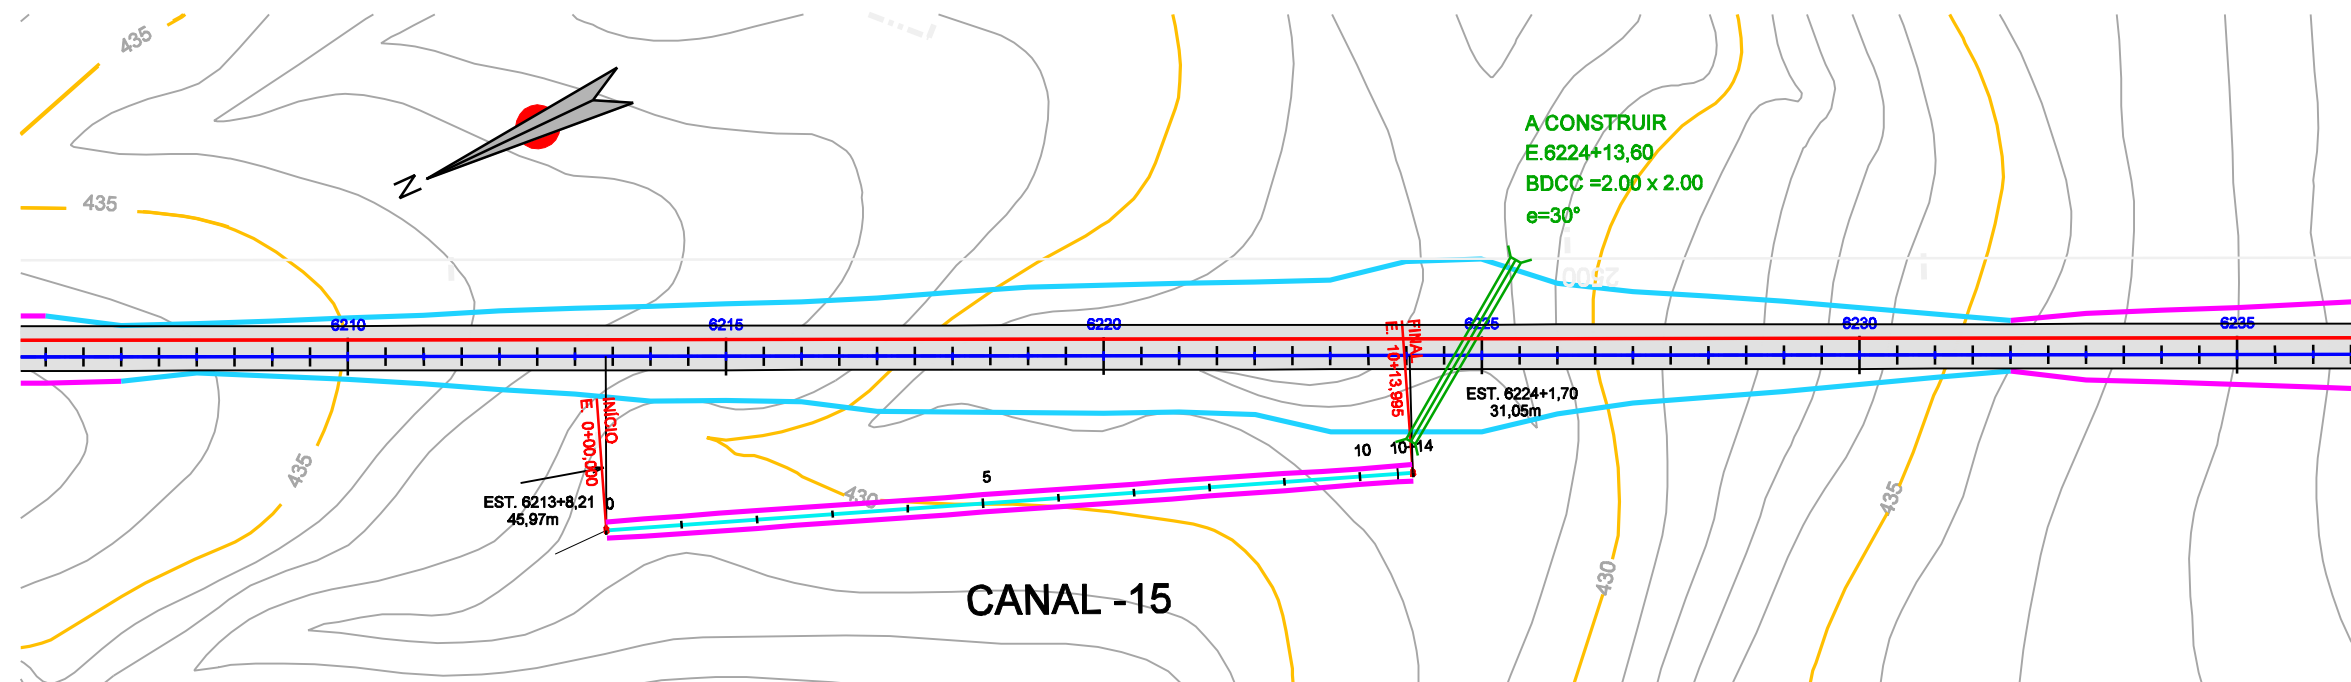 435
N
435
A CONSTRUIR
E.6224+13,60
BDCC =2.00 x 2.00
e=30°
2500
6210
6215
6220
6225
6230
6235
INÍCIO
E. 0+00,000
FINAL
E. 10+13,995
EST. 6224+1,70
31,05m
EST. 6213+8,21
45,97m
0
5
10
10+14
435
430
430
435
CANAL -15